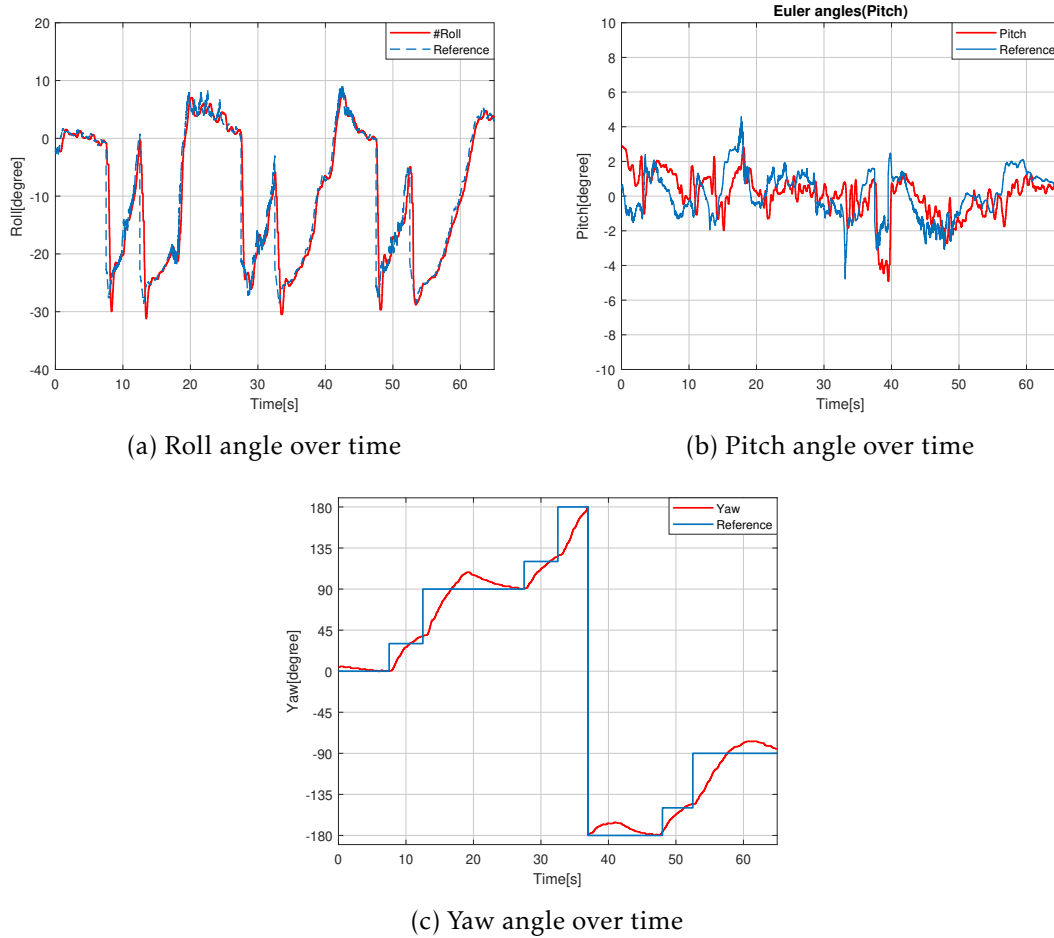 20
10
0
-10
-20
-30
-40
Roll[degree]
0 10 20 30 40 50 60
Time[s]
#Roll
Reference
(a) Roll angle over time
Euler angles(Pitch)
10
8
6
4
2
0
-2
-4
-6
-8
-10
Pitch[degree]
0 10 20 30 40 50 60
Time[s]
Pitch
Reference
(b) Pitch angle over time
180
135
90
45
0
-45
-90
-135
-180
Yaw[degree]
0 10 20 30 40 50 60
Time[s]
Yaw
Reference
(c) Yaw angle over time